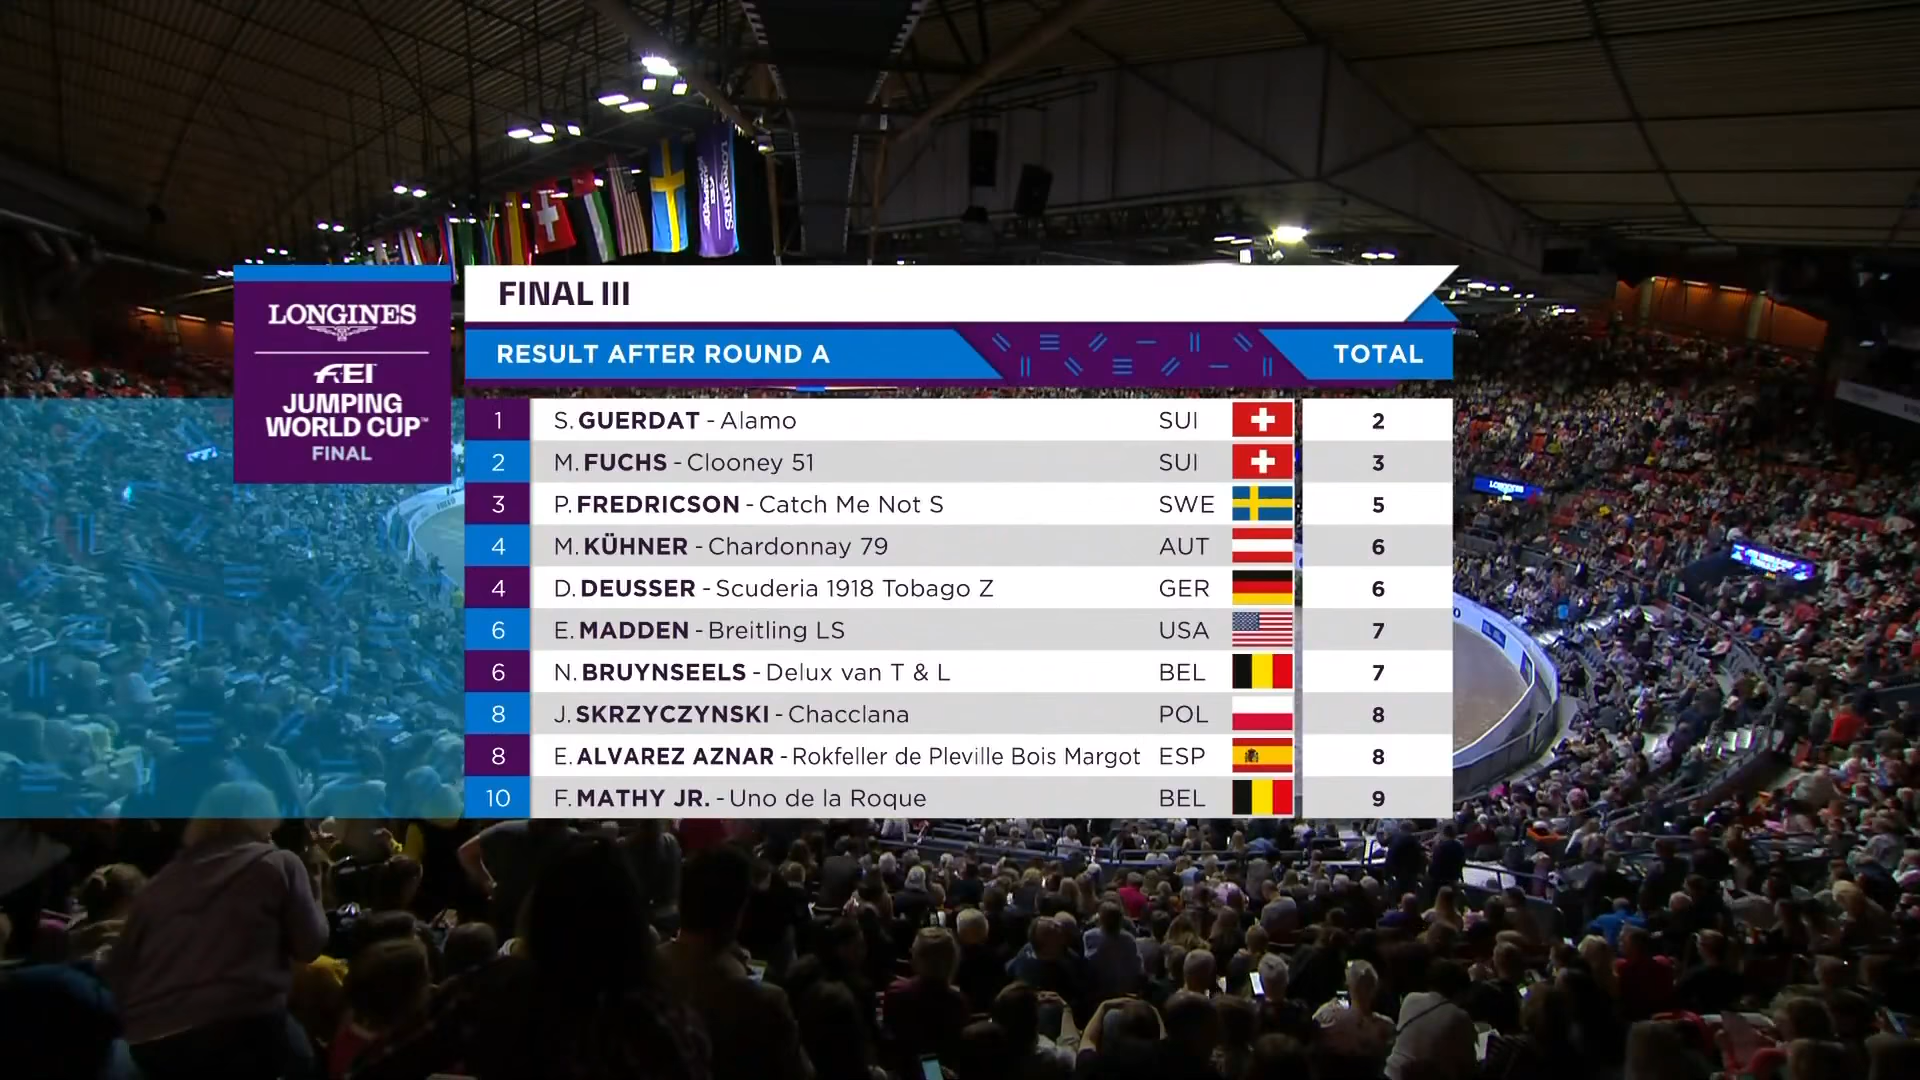 LONGINES
FEI
JUMPING
WORLD CUP™
FINAL
FINAL III
RESULT AFTER ROUND A TOTAL
1 S. GUERDAT - Alamo SUI 2
2 M. FUCHS - Clooney 51 SUI 3
3 P. FREDRICSON - Catch Me Not S SWE 5
4 M. KÜHNER - Chardonnay 79 AUT 6
4 D. DEUSSER - Scuderia 1918 Tobago Z GER 6
6 E. MADDEN - Breitling LS USA 7
6 N. BRUYNSEELS - Delux van T & L BEL 7
8 J. SKRZYCZYNSKI - Chacclana POL 8
8 E. ALVAREZ AZNAR - Rokfeller de Pleville Bois Margot ESP 8
10 F. MATHY JR. - Uno de la Roque BEL 9
LONGINES
LONGINES